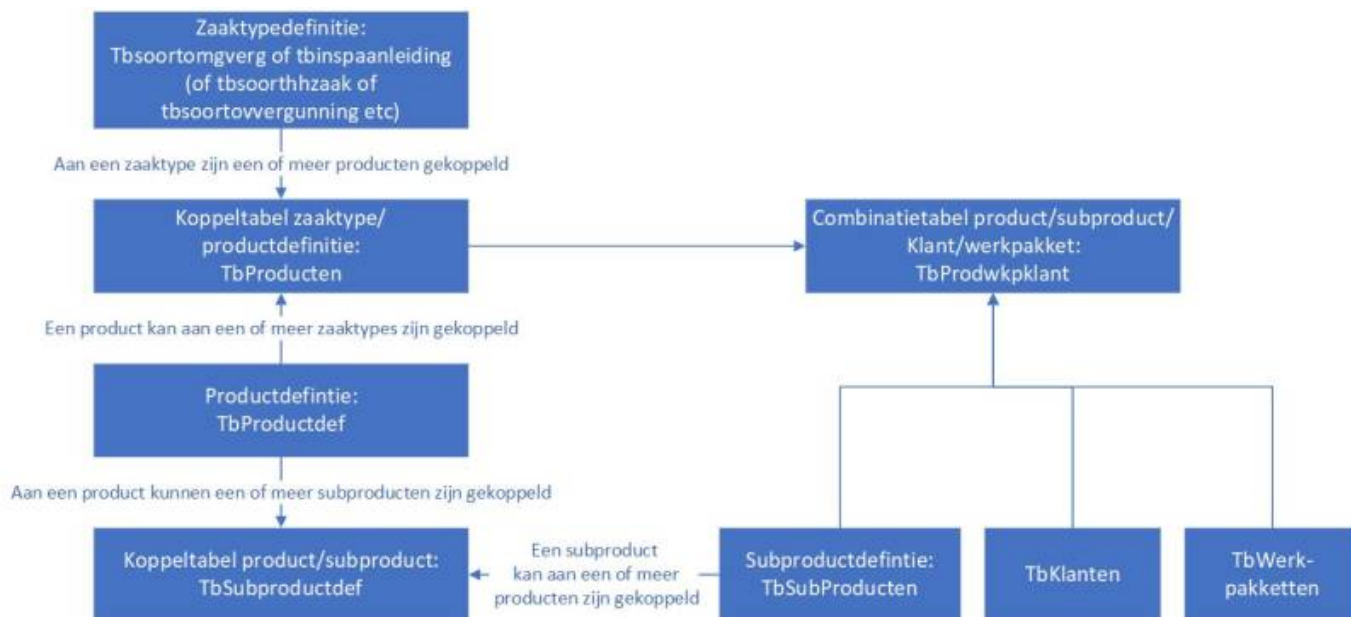 Zaaktypedefinitie:
Tbsoortomgverg of tbinspaanleiding
(of tbsoorthhzaak of
tbsoortovvergunning etc)
Aan een zaaktype zijn een of meer producten gekoppeld
Koppeltabel zaaktype/
productdefinitie:
TbProducten
Combinatietabel product/subproduct/
Klant/werkpakket:
TbProdwkpklant
Een product kan aan een of meer zaaktypes zijn gekoppeld
Productdefintie:
TbProductdef
Aan een product kunnen een of meer subproducten zijn gekoppeld
Koppeltabel product/subproduct:
TbSubproductdef
Een subproduct
kan aan een of meer
producten zijn gekoppeld
Subproductdefintie:
TbSubProducten
TbKlanten
TbWerk-
pakketten